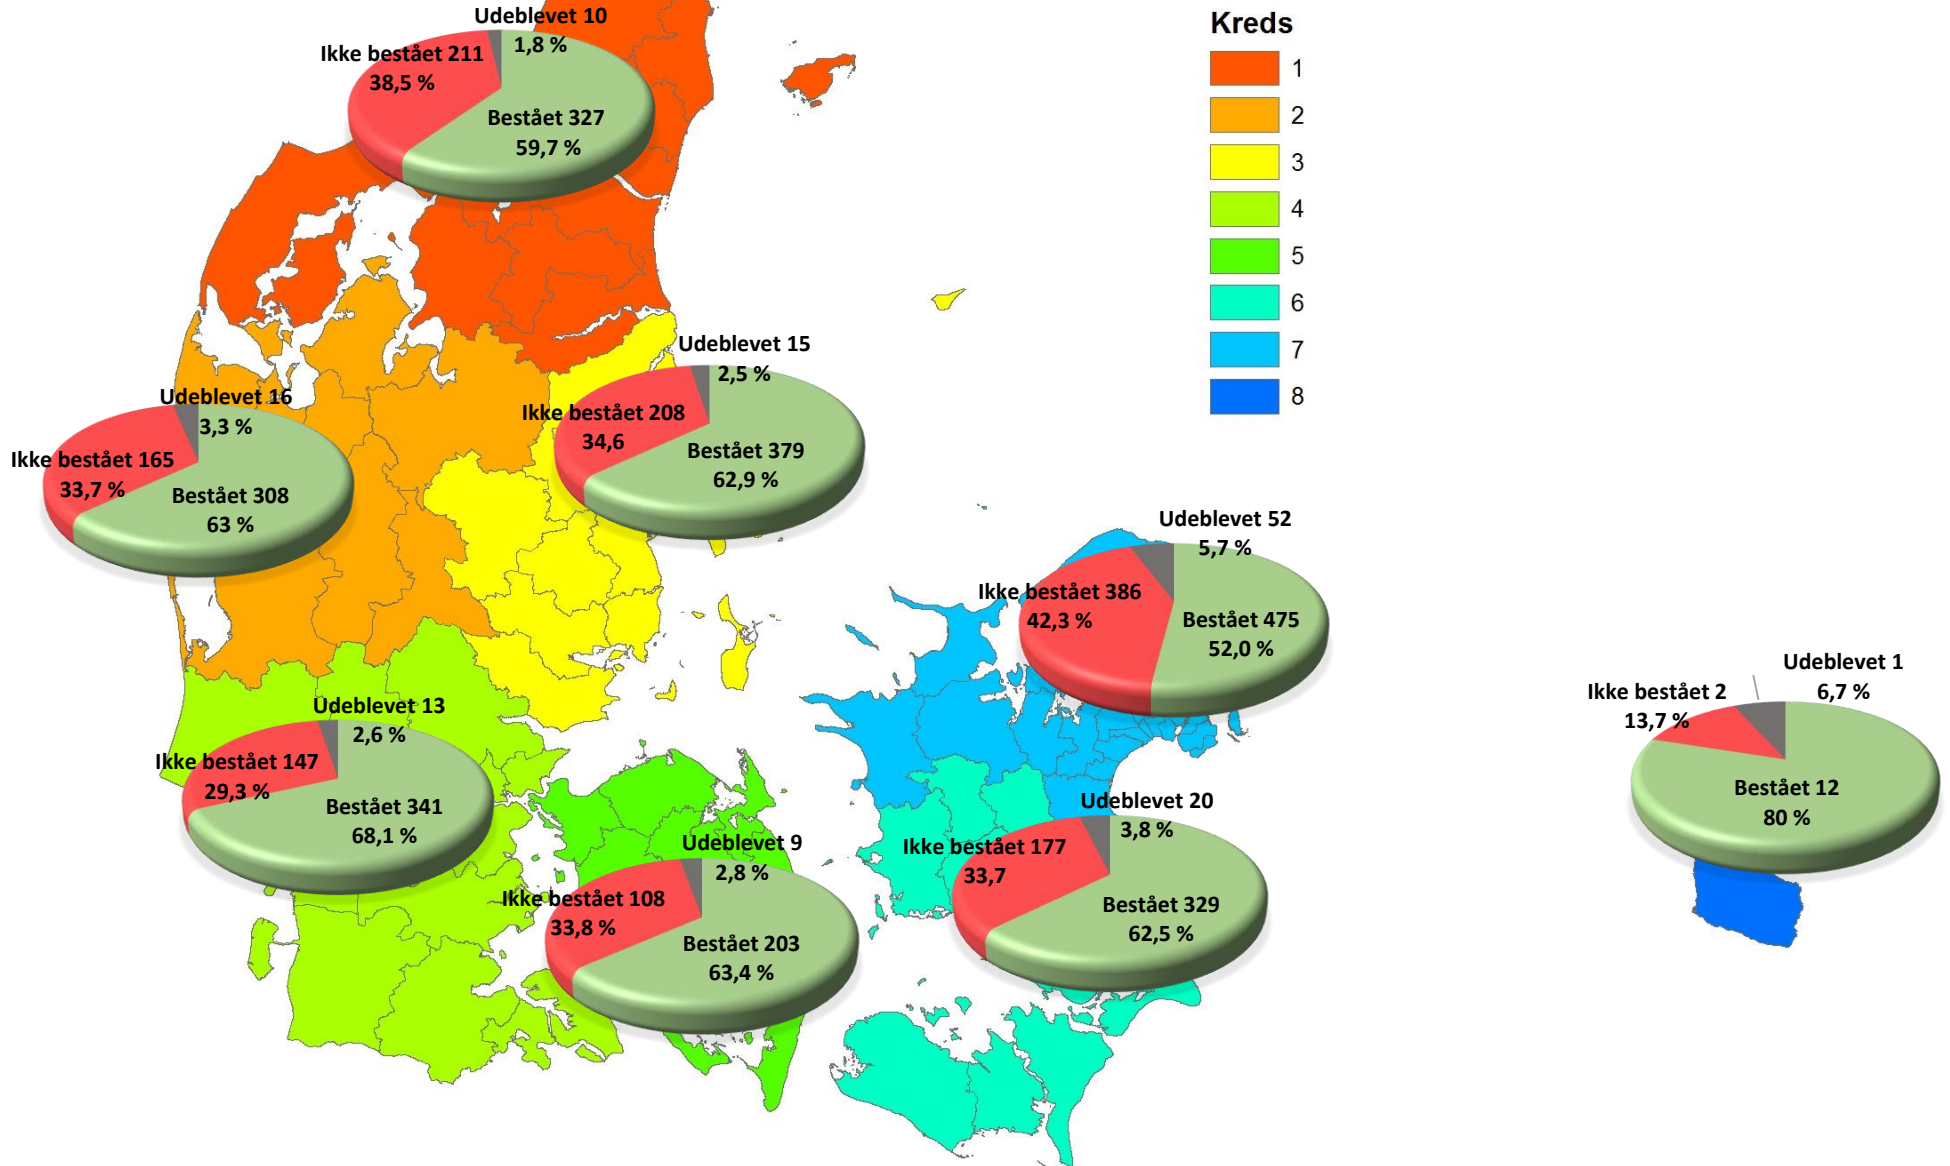 Udeblevet 10
1,8 %
Ikke bestået 211
38,5 %
Bestået 327
59,7 %
Kreds
1
2
3
4
5
6
7
8
Udeblevet 15
2,5 %
Ikke bestået 208
34,6
Bestået 379
62,9 %
Udeblevet 16
3,3 %
Ikke bestået 165
33,7 %
Bestået 308
63 %
Udeblevet 52
5,7 %
Ikke bestået 386
42,3 %
Bestået 475
52,0 %
Udeblevet 1
6,7 %
Ikke bestået 2
13,7 %
Bestået 12
80 %
Udeblevet 13
2,6 %
Ikke bestået 147
29,3 %
Bestået 341
68,1 %
Udeblevet 20
3,8 %
Ikke bestået 177
33,7
Bestået 329
62,5 %
Udeblevet 9
2,8 %
Ikke bestået 108
33,8 %
Bestået 203
63,4 %